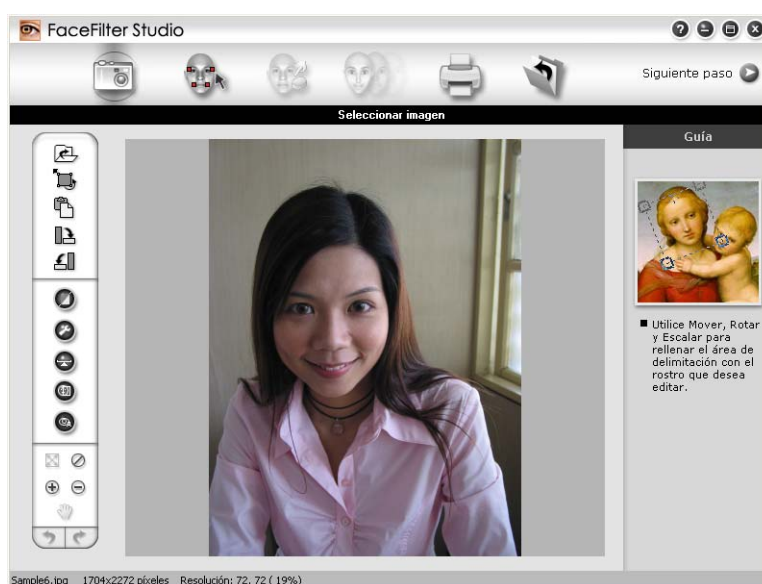 FaceFilter Studio
Siguiente paso
Seleccionar imagen
Guía
Utilice Mover, Rotar
y Escalar para
rellenar el área de
delimitación con el
rostro que desea
editar.
Sample6.jpg 1704x2272 píxeles Resolución: 72, 72 ( 19%)